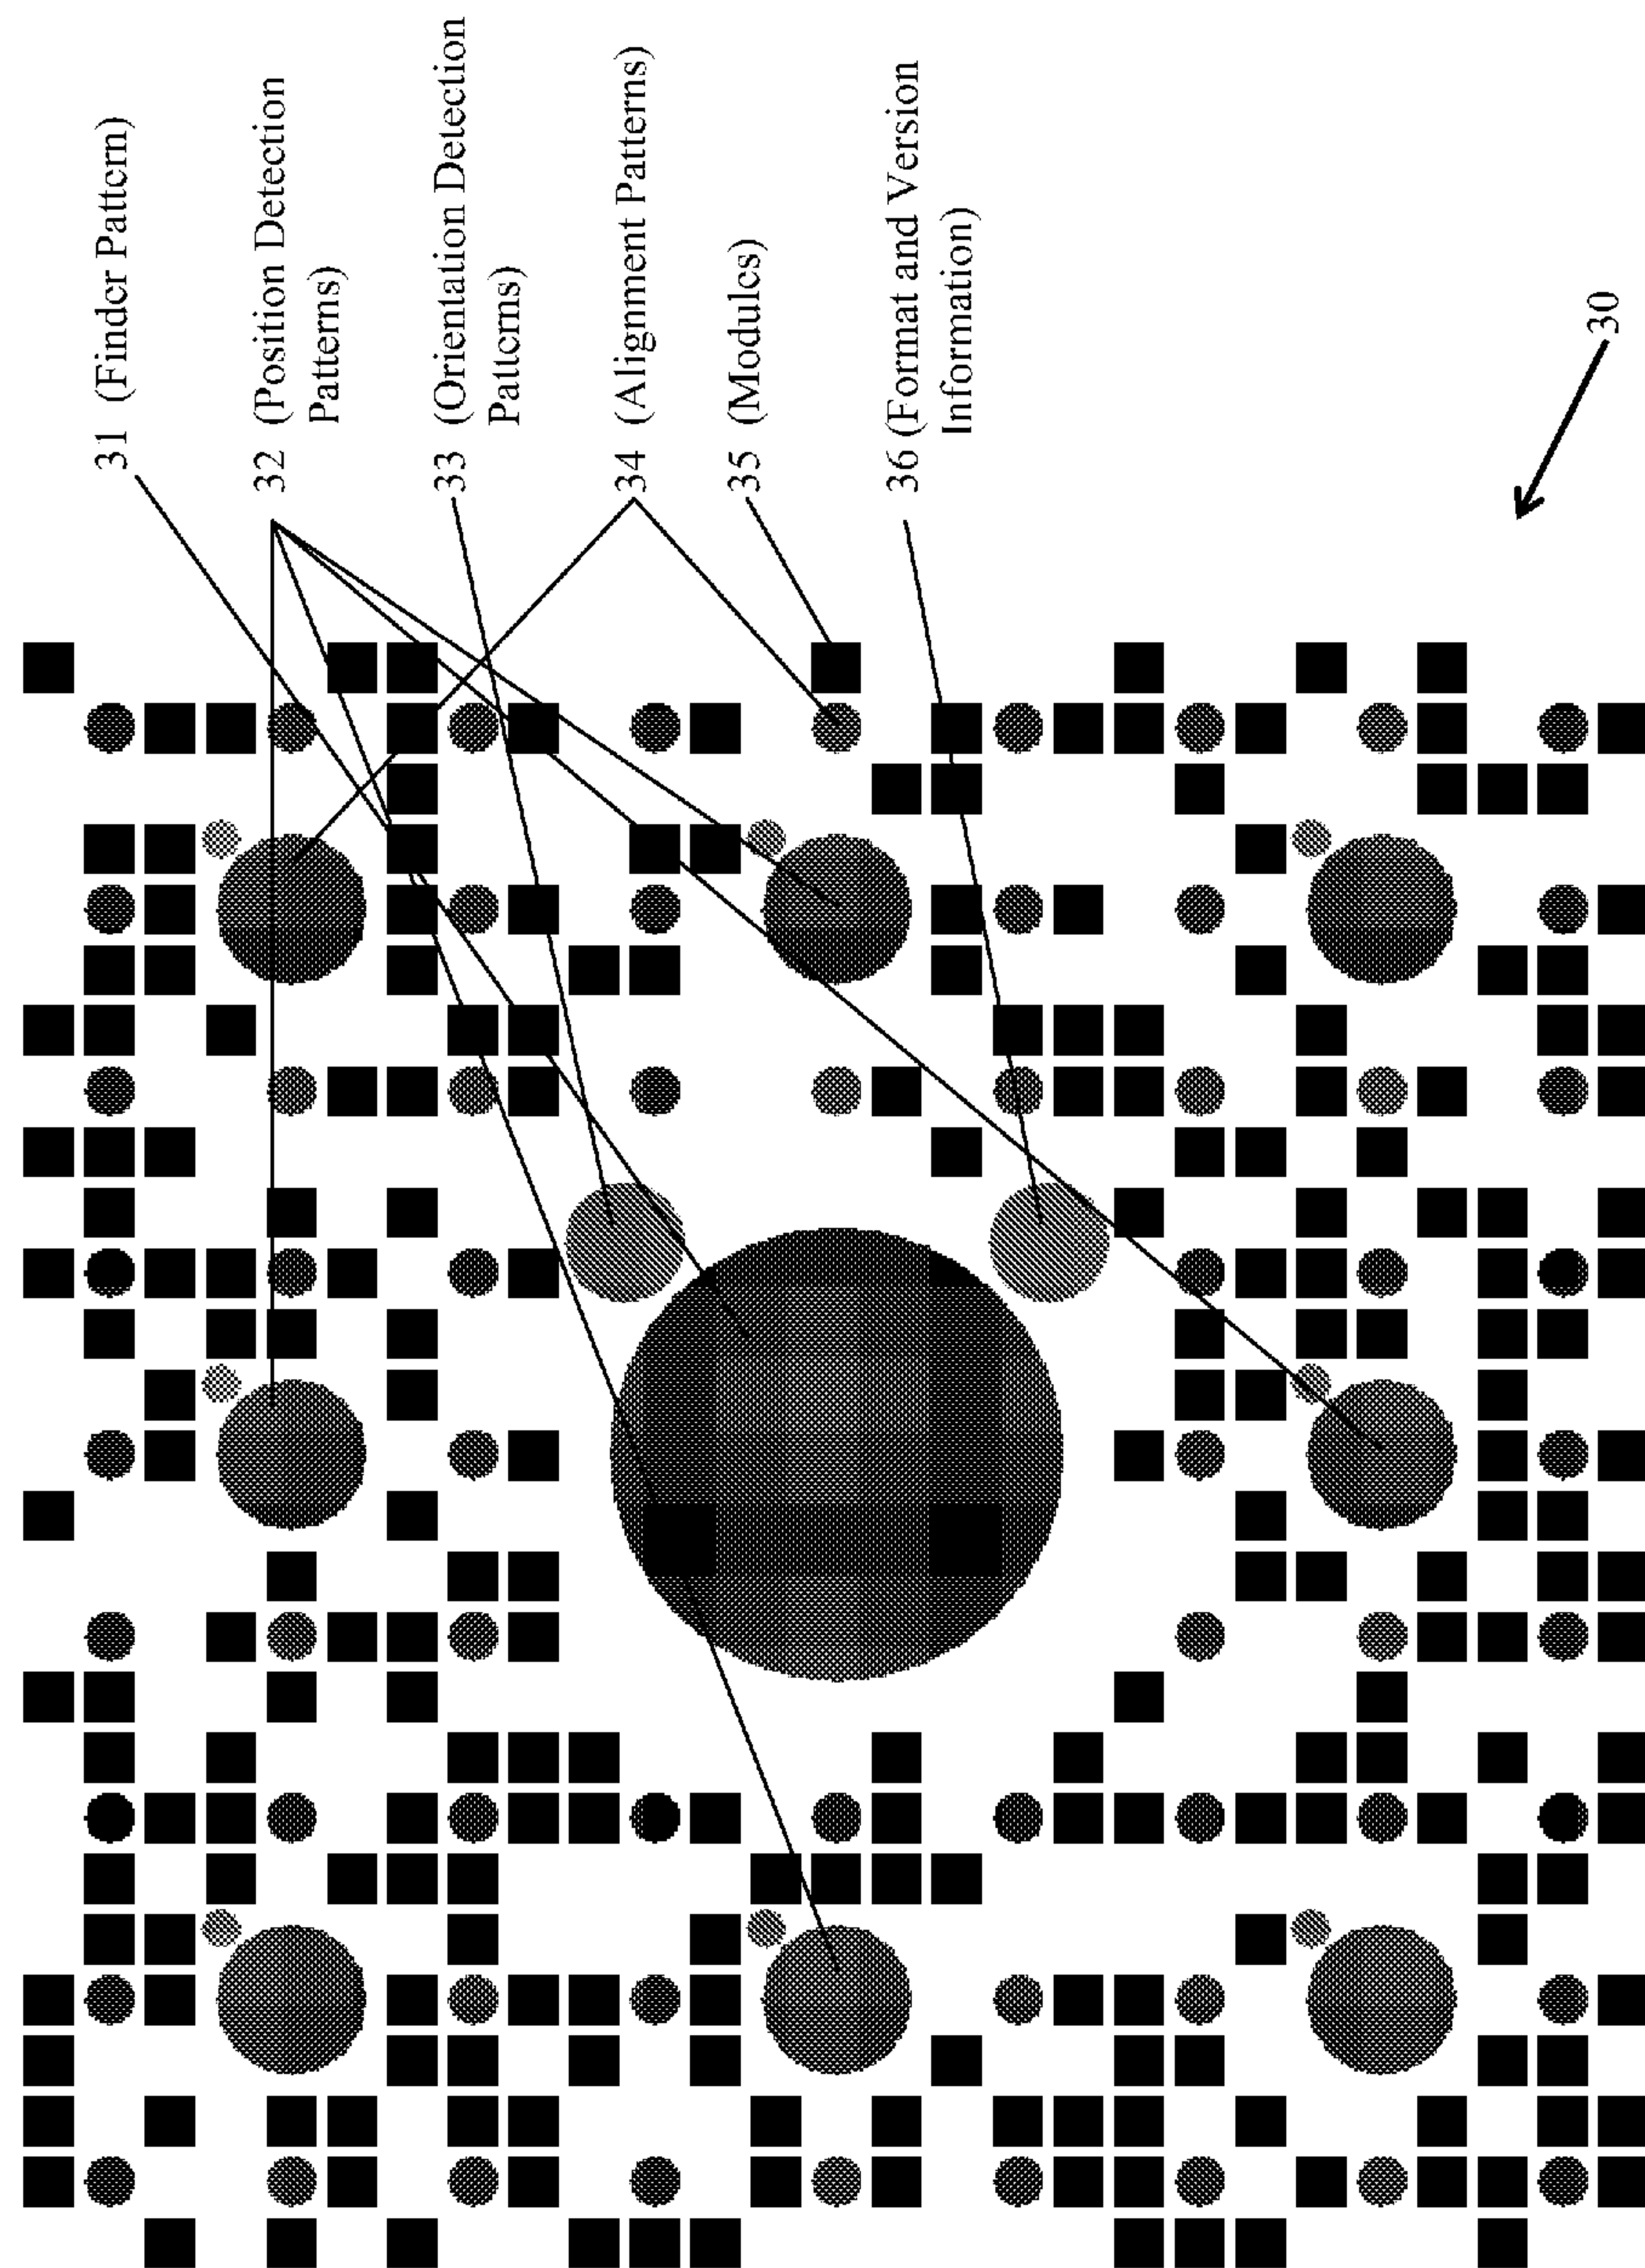 31 (Finder Pattern)
32 (Position Detection
Patterns)
33 (Orientation Detection
Patterns)
34 (Alignment Patterns)
35 (Modules)
36 (Format and Version
Information)
30